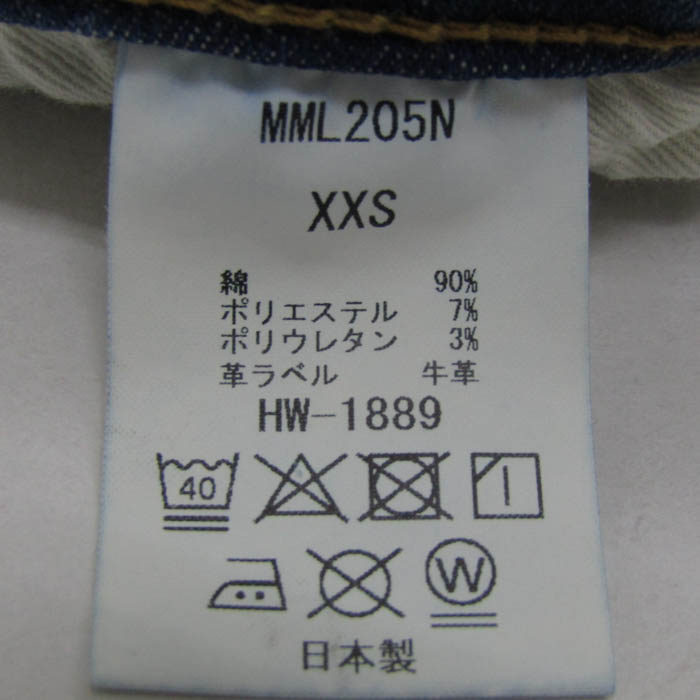 MML205N
XXS
綿 90%
ポリエステル 7%
ポリウレタン 3%
革ラベル 牛革
HW-1889
40
W
日本製